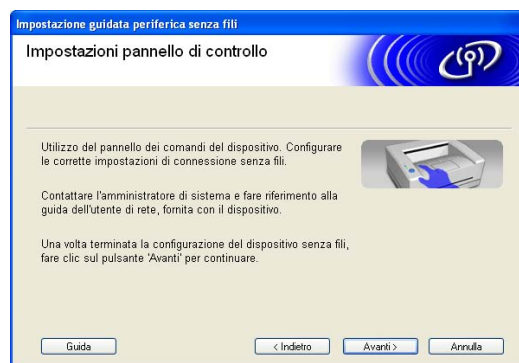 Impostazione guidata periferica senza fili
Impostazioni pannello di controllo
Utilizzo del pannello dei comandi del dispositivo. Configurare
le corrette impostazioni di connessione senza fili.
Contattare l'amministratore di sistema e fare riferimento alla
guida dell'utente di rete, fornita con il dispositivo.
Una volta terminata la configurazione del dispositivo senza fili,
fare clic sul pulsante 'Avanti' per continuare.
Guida
< Indietro
Avanti >
Annulla